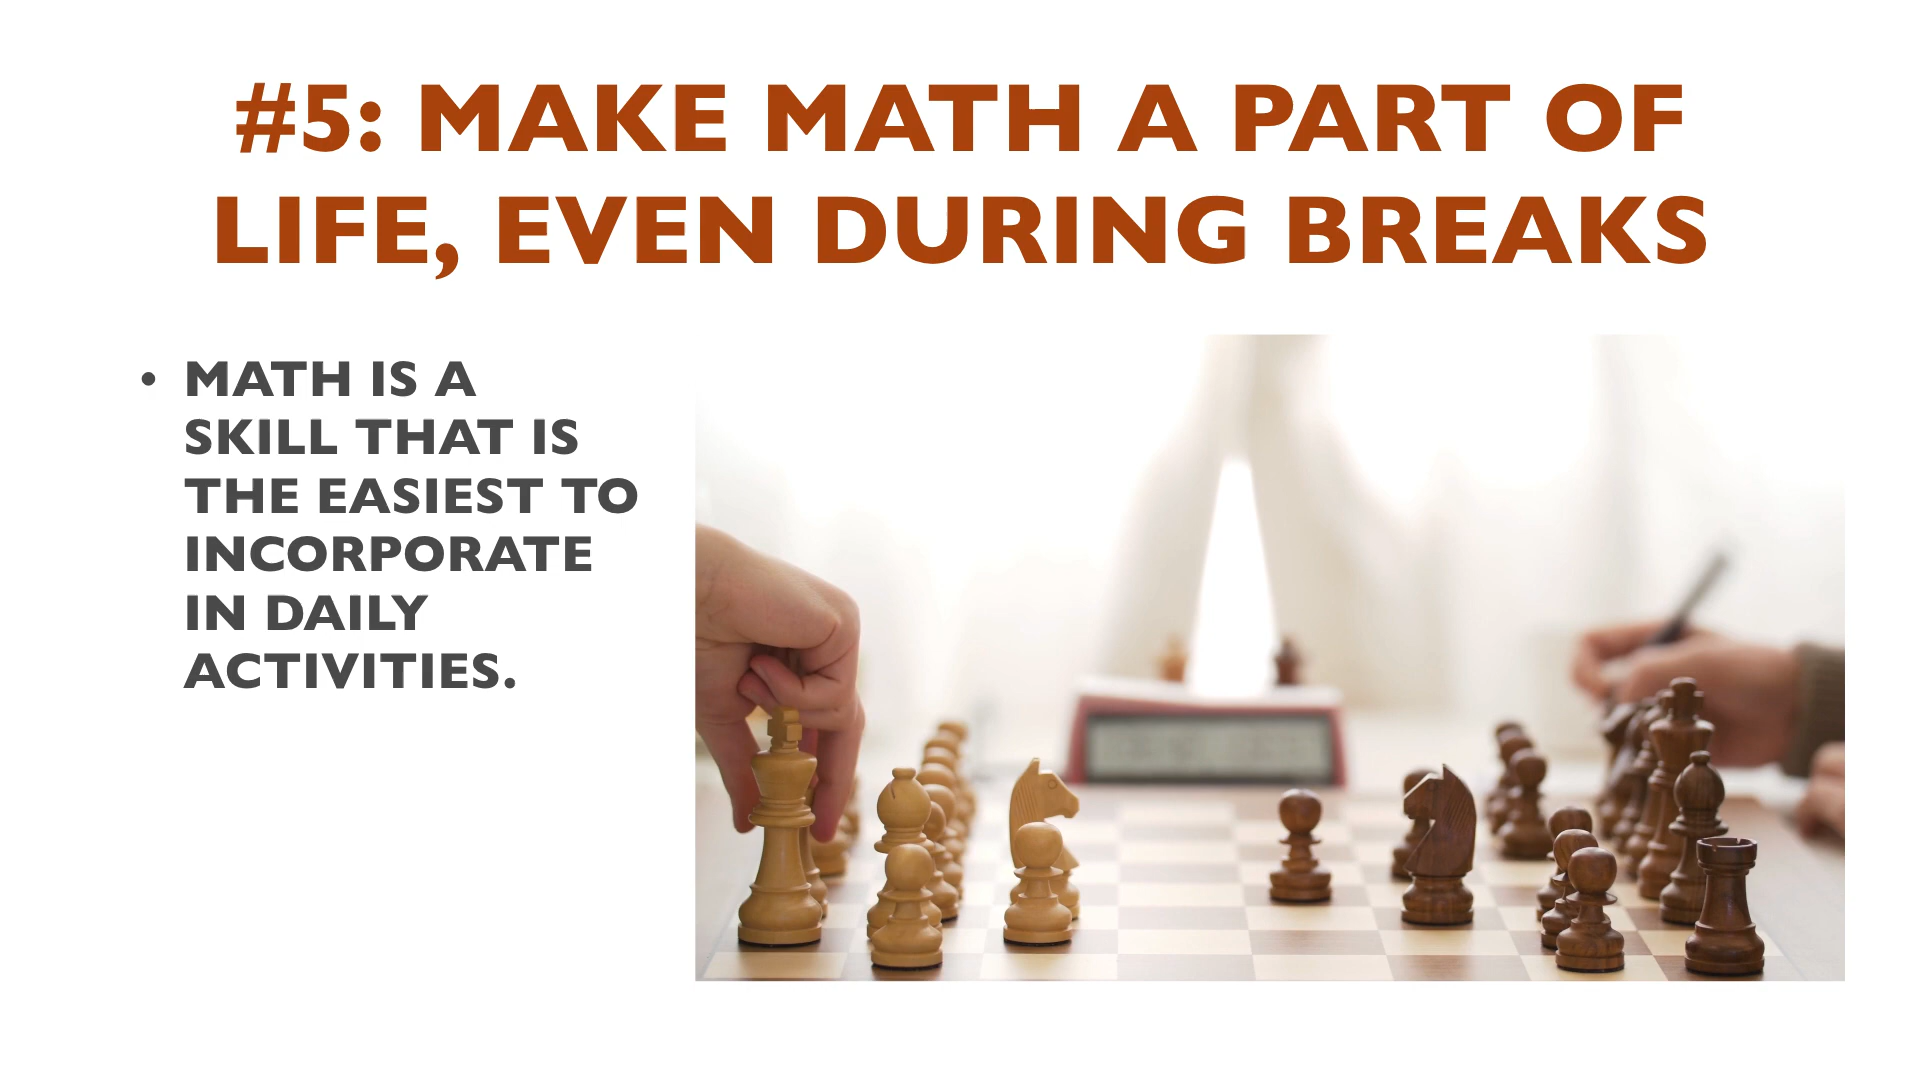 #5: MAKE MATH A PART OF
LIFE, EVEN DURING BREAKS
• MATH IS A
SKILL THAT IS
THE EASIEST TO
INCORPORATE
IN DAILY
ACTIVITIES.